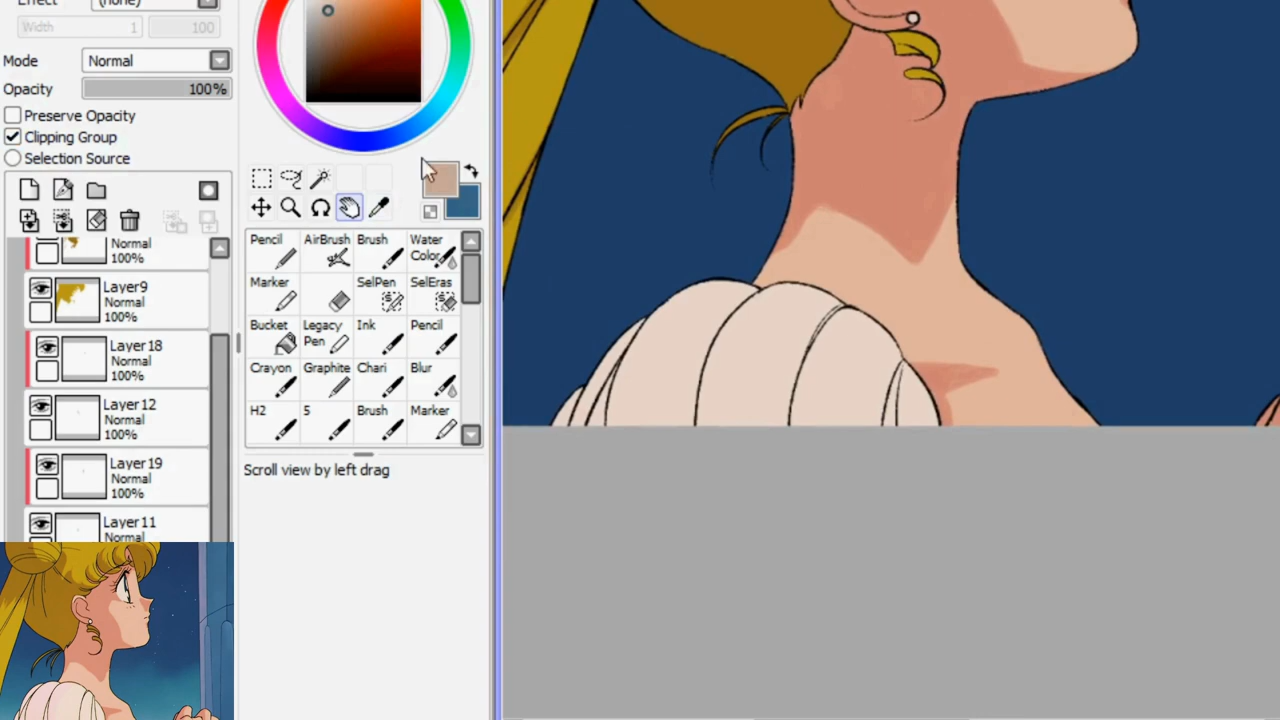 Effect (none)
Width 1 100
Mode Normal
Opacity 100%
Preserve Opacity
Clipping Group
Selection Source
Normal
100%
Layer9
Normal
100%
Layer18
Normal
100%
Layer12
Normal
100%
Layer19
Normal
100%
Layer11
Normal
Pencil AirBrush Brush Water Color
Marker SelPen SelEras
Bucket Legacy Pen Ink Pencil
Crayon Graphite Chari Blur
H2 5 Brush Marker
Scroll view by left drag